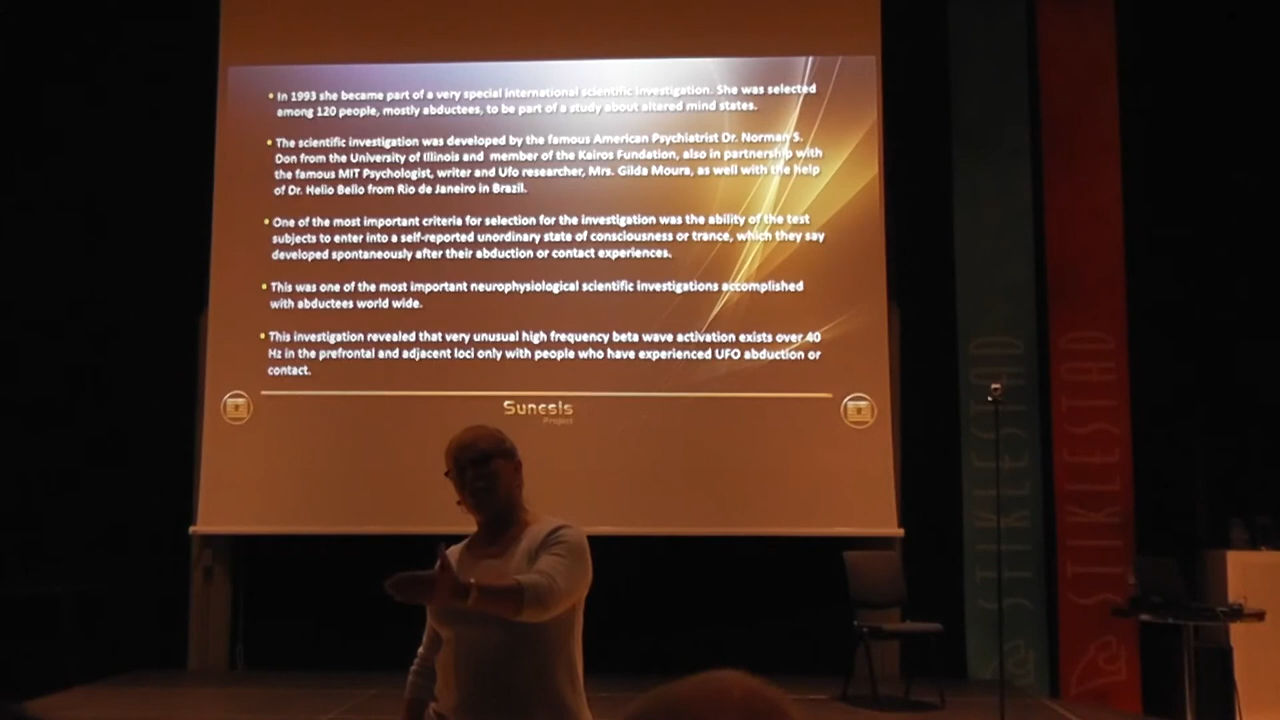 • In 1993 she became part of a very special international scientific investigation. She was selected
among 120 people, mostly abductees, to be part of a study about altered mind states.
• The scientific investigation was developed by the famous American Psychiatrist Dr. Norman S.
Don from the University of Illinois and member of the Kairos Fundation, also in partnership with
the famous MIT Psychologist, writer and Ufo researcher, Mrs. Gilda Moura, as well with the help
of Dr. Helio Bello from Rio de Janeiro in Brazil.
• One of the most important criteria for selection for the investigation was the ability of the test
subjects to enter into a self-reported unordinary state of consciousness or trance, which they say
developed spontaneously after their abduction or contact experiences.
• This was one of the most important neurophysiological scientific investigations accomplished
with abductees world wide.
• This investigation revealed that very unusual high frequency beta wave activation exists over 40
Hz in the prefrontal and adjacent loci only with people who have experienced UFO abduction or
contact.
Sunesis
Project
STIKLESTAD
STIKLESTAD